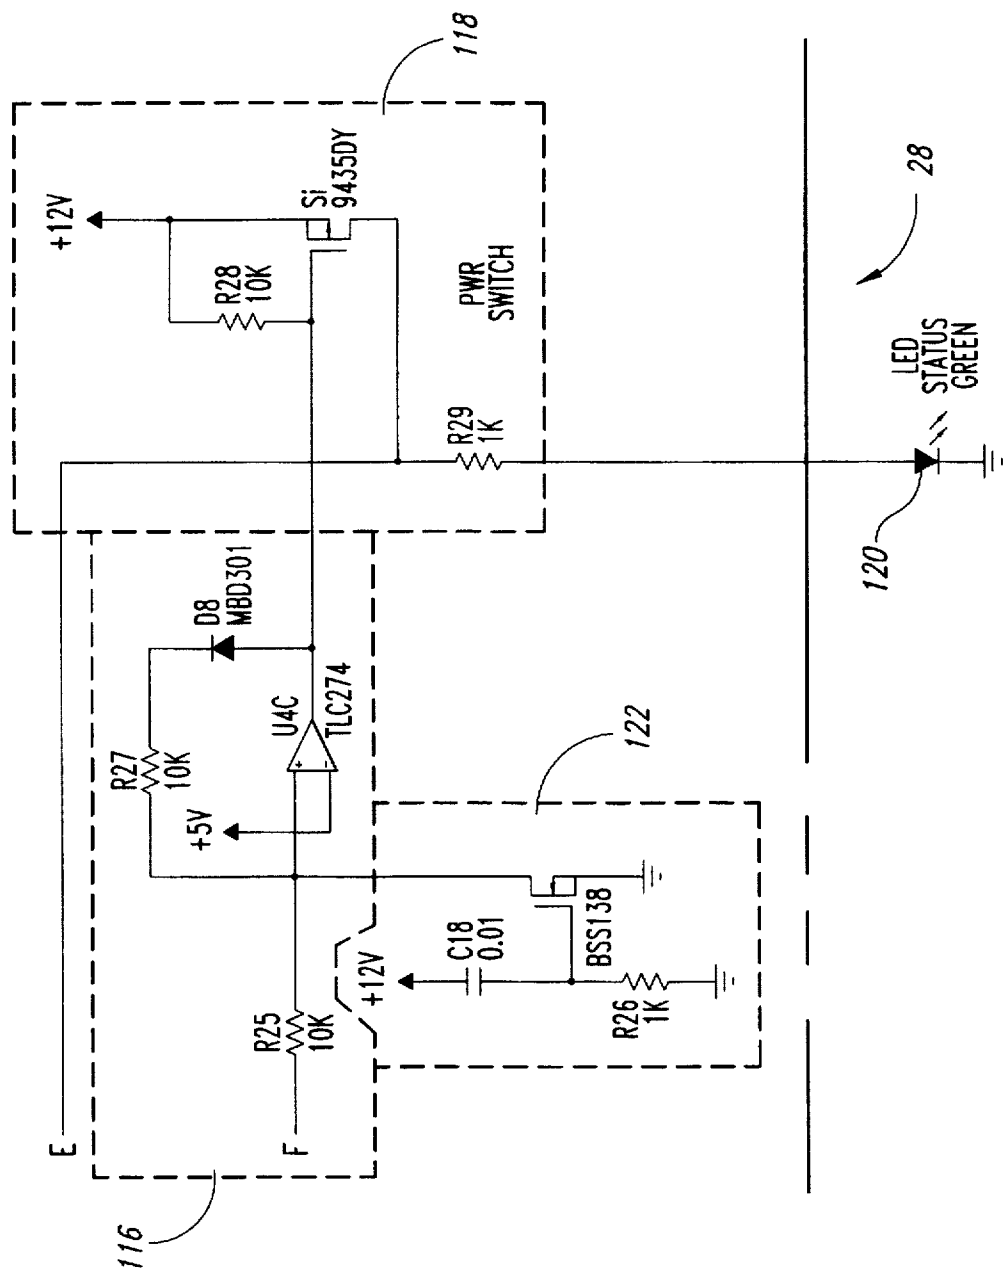 118
+12V
R28
10K
Si
9435DY
PWR
SWITCH
R29
1K
E
D8
MBD301
R27
10K
U4C
TLC274
+
-
+5V
R25
10K
F
116
+12V
C18
0.01
BSS138
R26
1K
122
120
LED
STATUS
GREEN
28